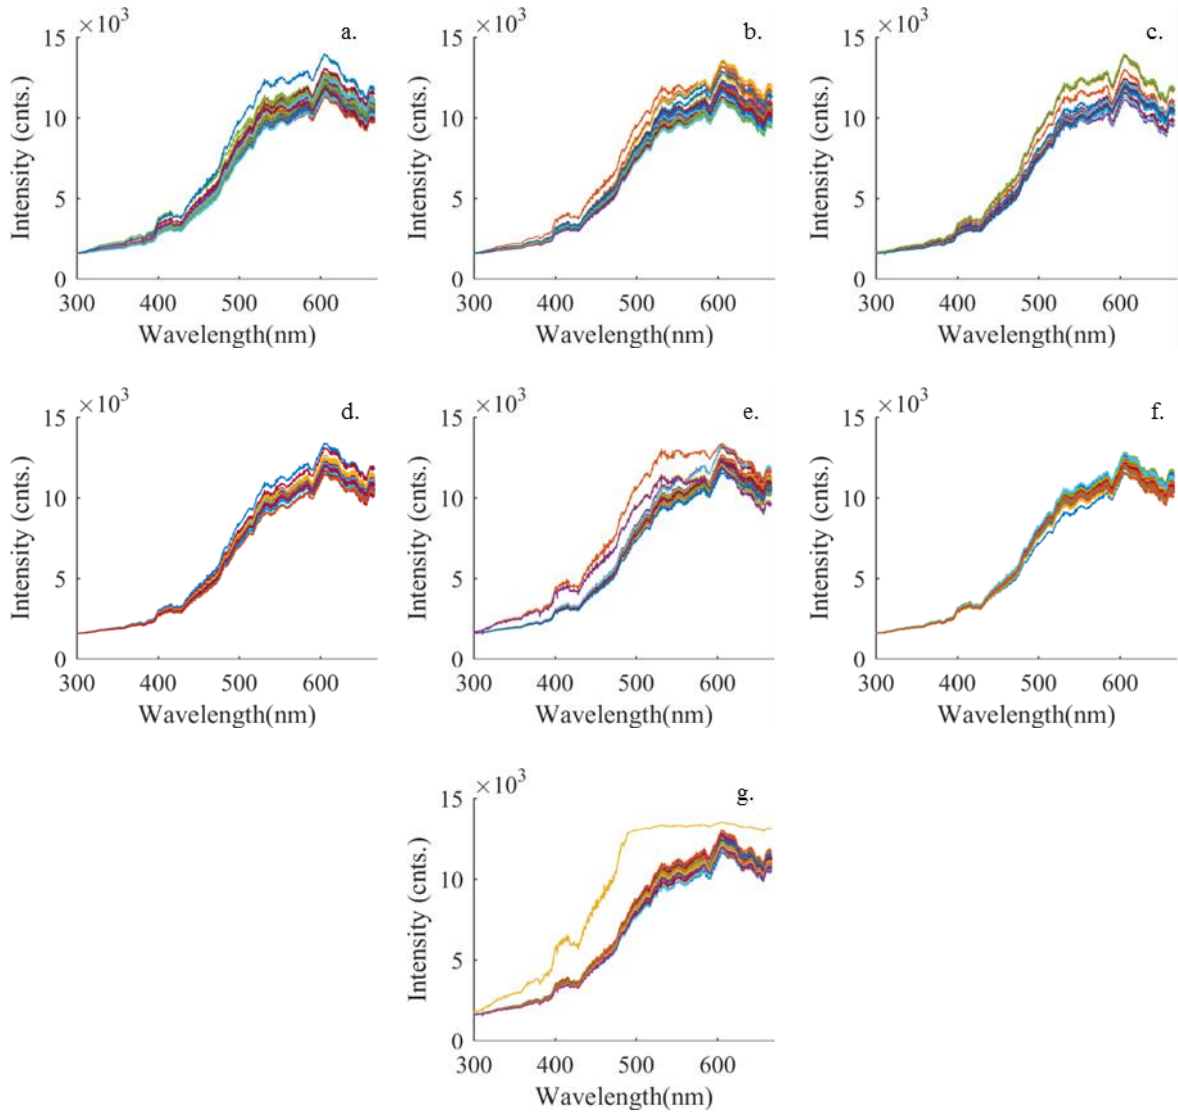 ×10³ a. ×10³ b. ×10³ c.
15 15 15
10 10 10
5 5 5
0 0 0
Intensity (cnts.) Intensity (cnts.) Intensity (cnts.)
300 400 500 600 300 400 500 600 300 400 500 600
Wavelength(nm) Wavelength(nm) Wavelength(nm)
×10³ d. ×10³ e. ×10³ f.
15 15 15
10 10 10
5 5 5
0 0 0
Intensity (cnts.) Intensity (cnts.) Intensity (cnts.)
300 400 500 600 300 400 500 600 300 400 500 600
Wavelength(nm) Wavelength(nm) Wavelength(nm)
×10³ g.
15
10
5
0
Intensity (cnts.)
300 400 500 600
Wavelength(nm)